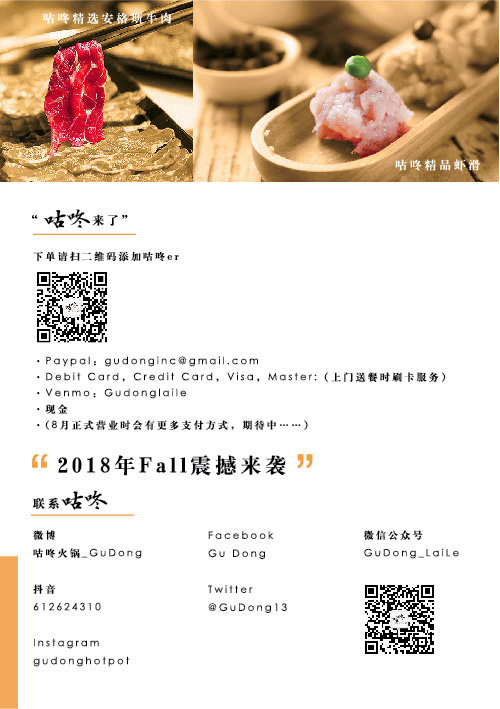 咕咚精选安格斯牛肉
咕咚精品虾滑
“咕咚来了”
下单请扫二维码添加咕咚er
·Paypal：gudonginc@gmail.com
·Debit Card，Credit Card，Visa，Master:（上门送餐时刷卡服务）
·Venmo：Gudonglaile
·现金
·(8月正式营业时会有更多支付方式，期待中……）
“2018年Fall震撼来袭”
联系咕咚
微博
咕咚火锅_GuDong
Facebook
Gu Dong
微信公众号
GuDong_LaiLe
抖音
612624310
Twitter
@GuDong13
Instagram
gudonghotpot